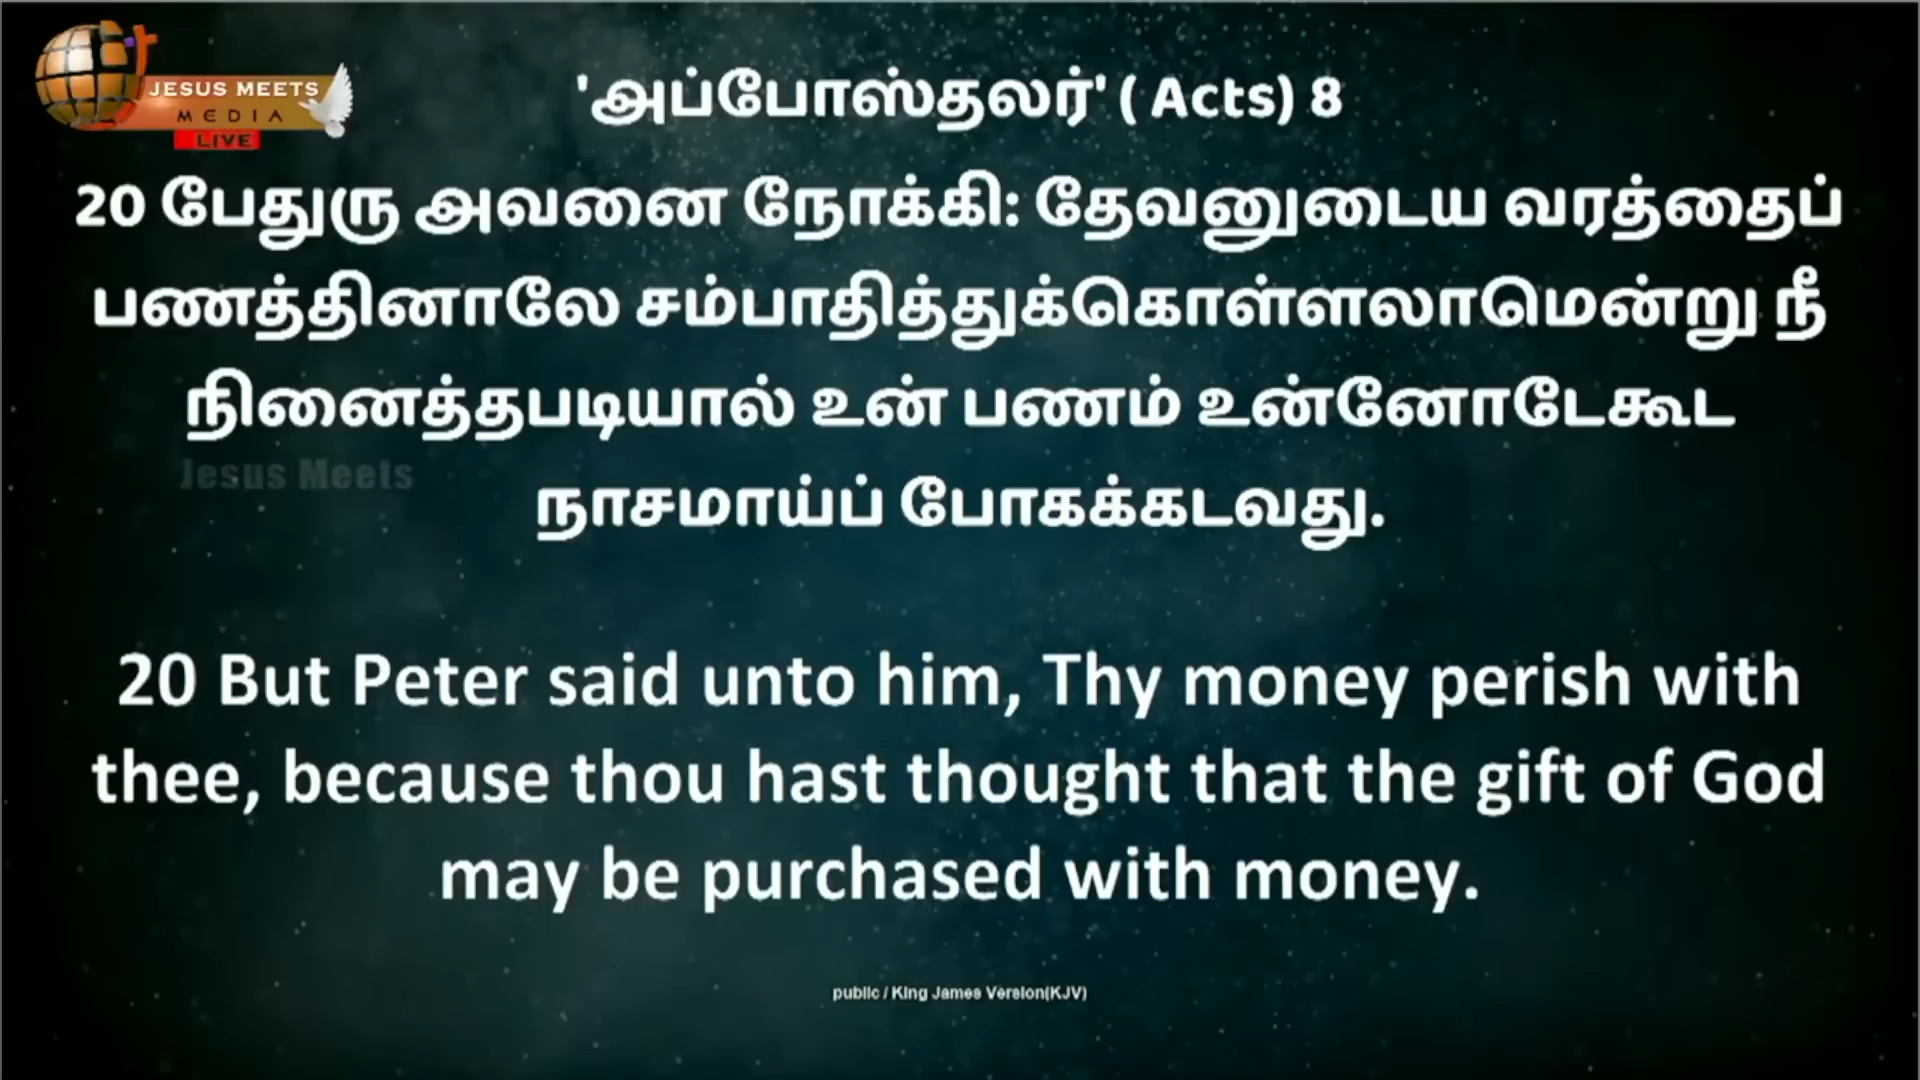 JESUS MEETS
MEDIA
LIVE
'அப்போஸ்தலர்' ( Acts) 8
20 பேதுரு அவனை நோக்கி: தேவனுடைய வரத்தைப்
பணத்தினாலே சம்பாதித்துக்கொள்ளலாமென்று நீ
நினைத்தபடியால் உன் பணம் உன்னோடேகூட
Jesus Meets
நாசமாய்ப் போகக்கடவது.
20 But Peter said unto him, Thy money perish with
thee, because thou hast thought that the gift of God
may be purchased with money.
public / King James Version(KJV)